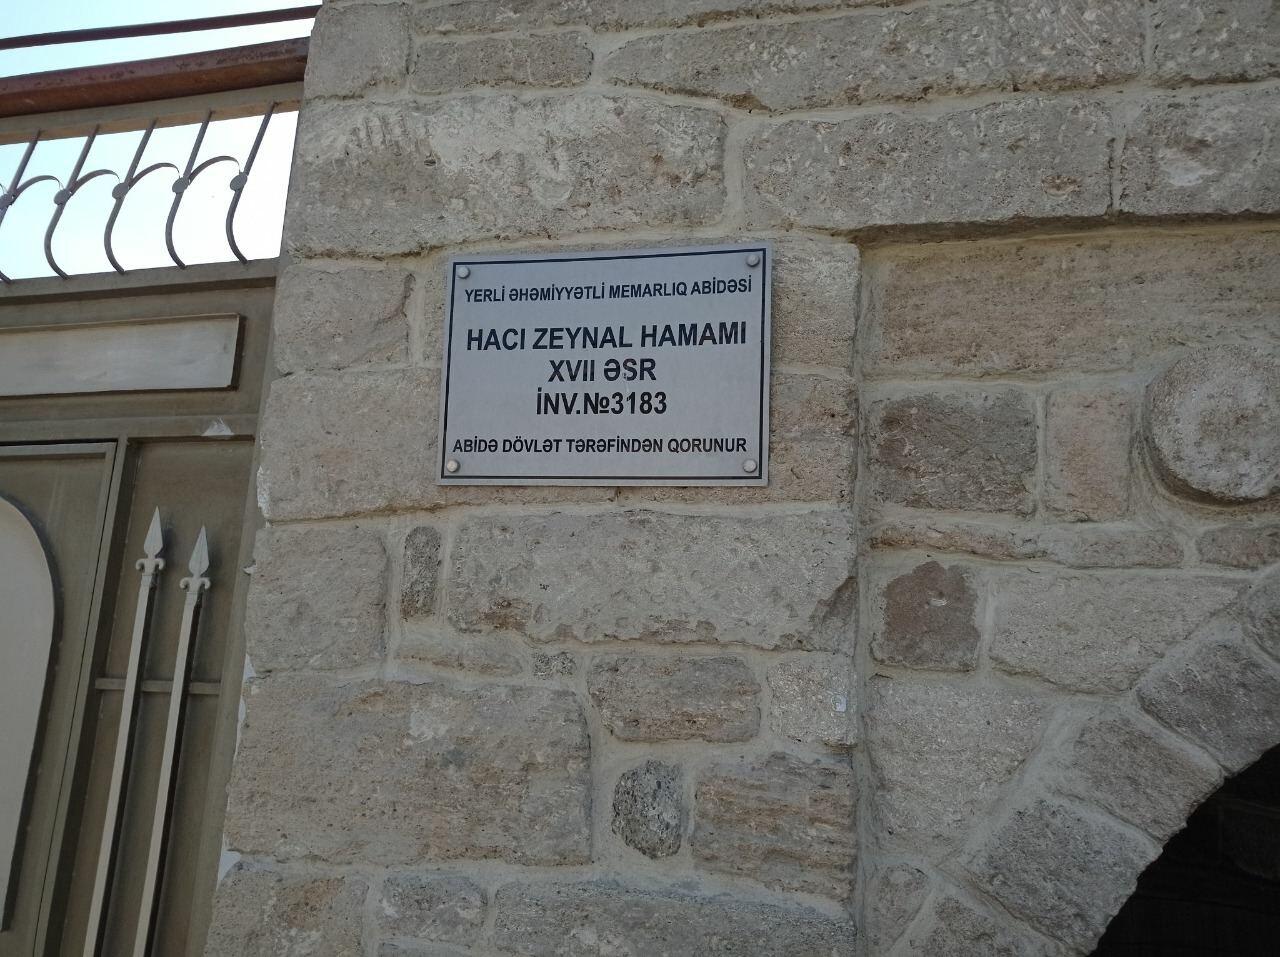 YERLİ ƏHƏMİYYƏTLİ MEMARLIQ ABİDƏSİ
HACI ZEYNAL HAMAMI
XVII ƏSR
İNV.№3183
ABİDƏ DÖVLƏT TƏRƏFİNDƏN QORUNUR